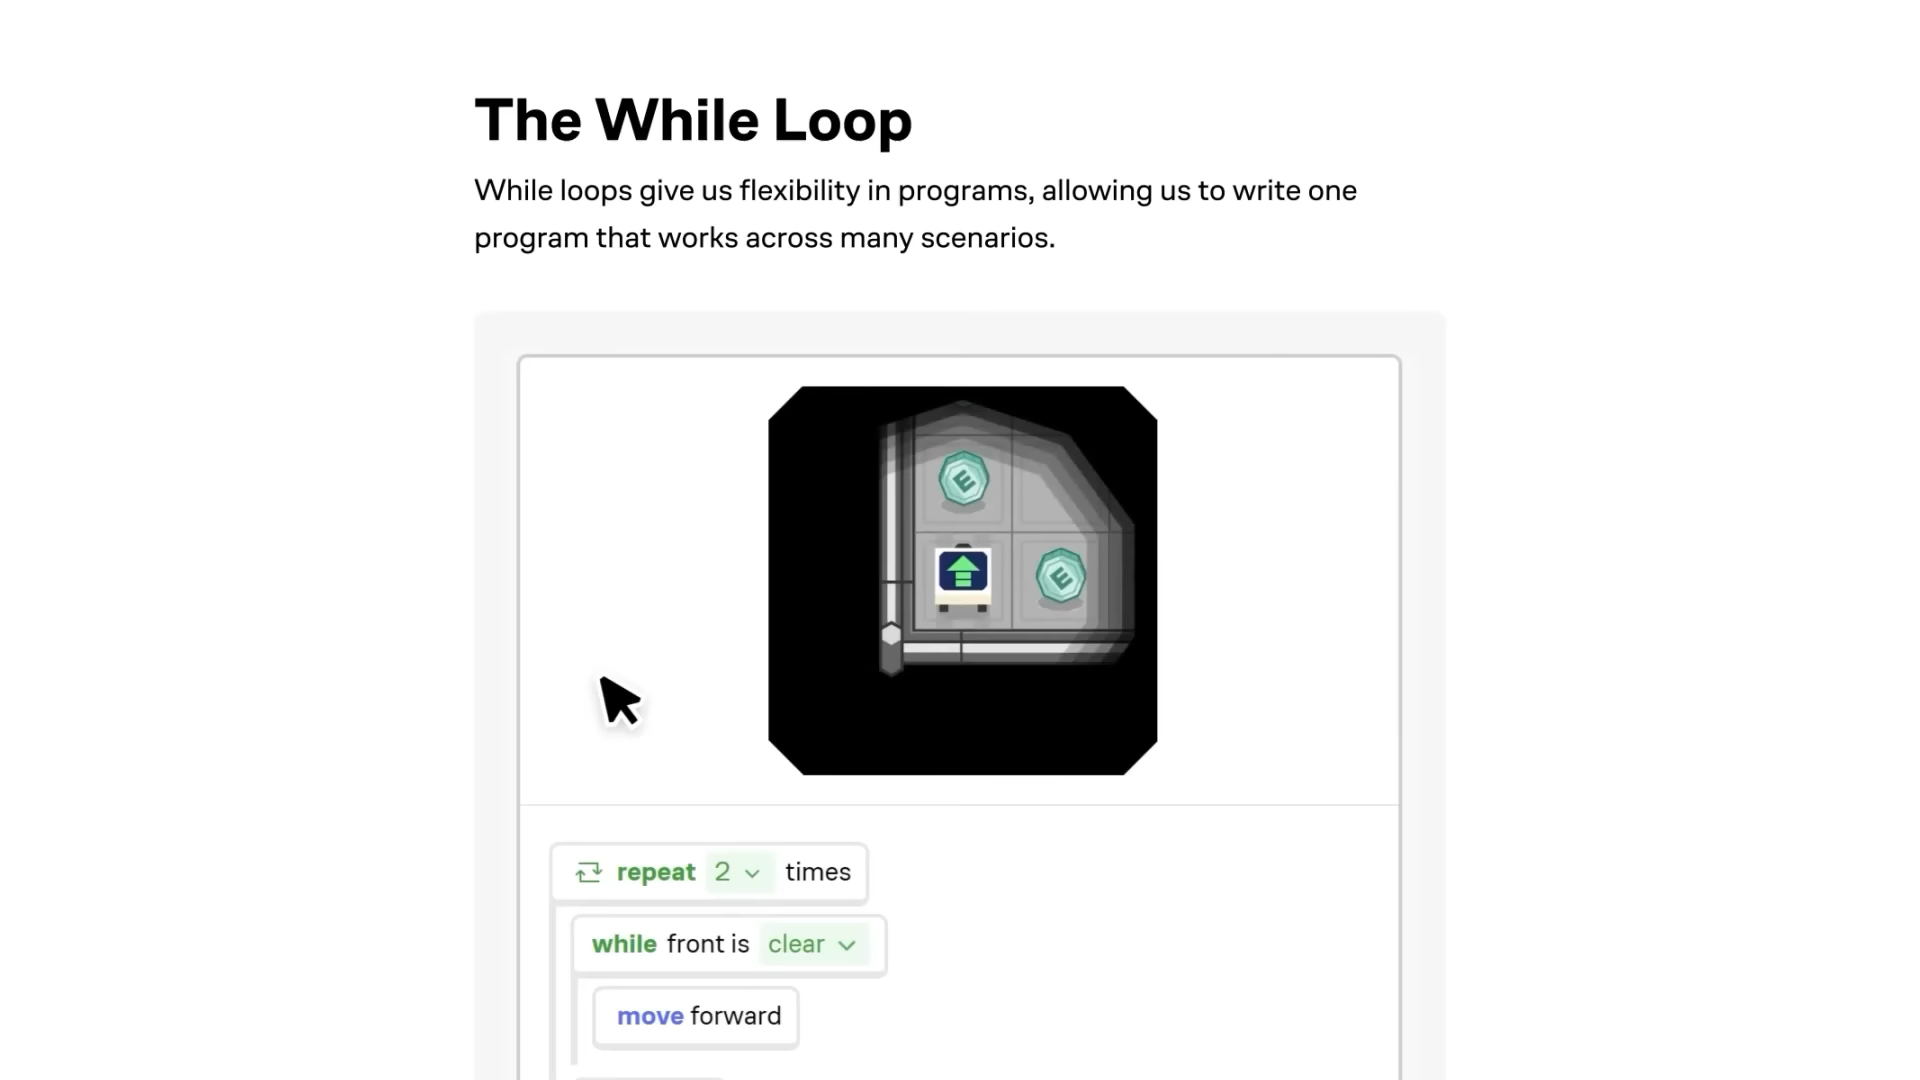 The While Loop
While loops give us flexibility in programs, allowing us to write one
program that works across many scenarios.
E
E
repeat 2 times
while front is clear
move forward